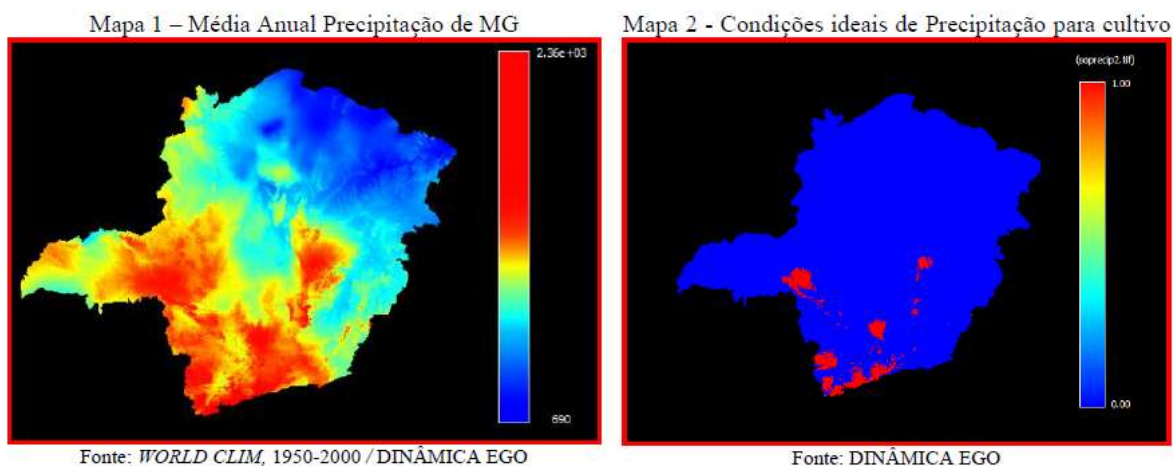 Mapa 1 – Média Anual Precipitação de MG
2.36e+03
690
Fonte: WORLD CLIM, 1950-2000 / DINÂMICA EGO
Mapa 2 - Condições ideais de Precipitação para cultivo
(soprecip2.tif)
1.00
0.00
Fonte: DINÂMICA EGO